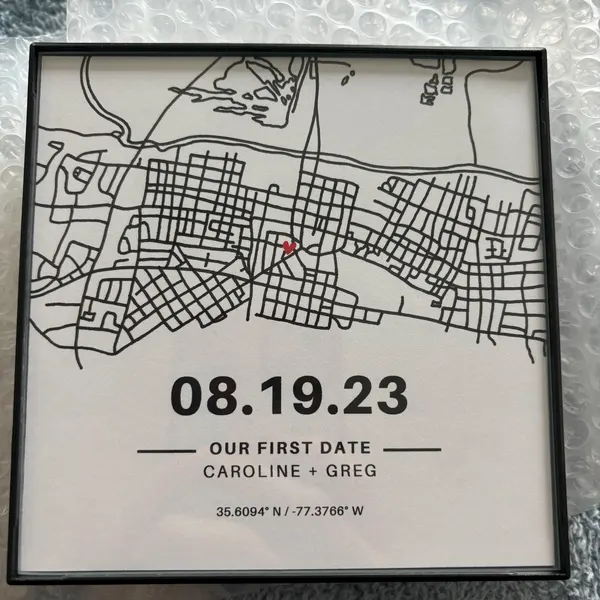 08.19.23
OUR FIRST DATE
CAROLINE + GREG
35.6094° N / -77.3766° W